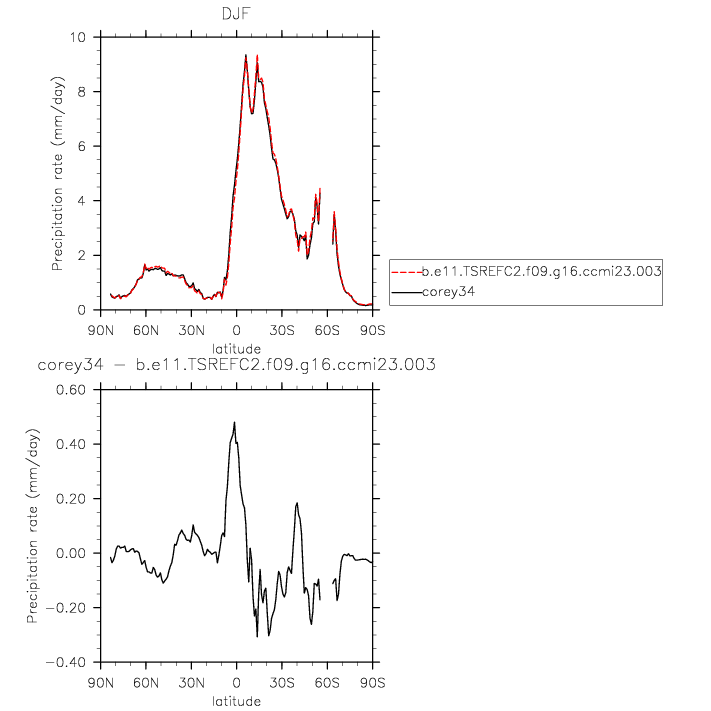 DJF
10
8
6
4
2
0
Precipitation rate (mm/day)
90N 60N 30N 0 30S 60S 90S
latitude
b.e11.TSREFC2.f09.g16.ccmi23.003
corey34
corey34 − b.e11.TSREFC2.f09.g16.ccmi23.003
0.60
0.40
0.20
0.00
−0.20
−0.40
Precipitation rate (mm/day)
90N 60N 30N 0 30S 60S 90S
latitude